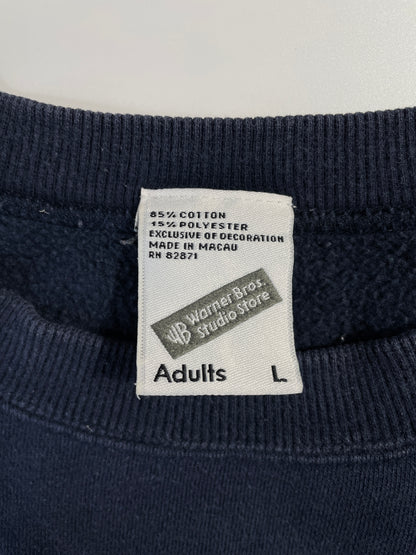 85% COTTON
15% POLYESTER
EXCLUSIVE OF DECORATION
MADE IN MACAU
RN 82871
WB Warner Bros.
Studio Store
Adults L